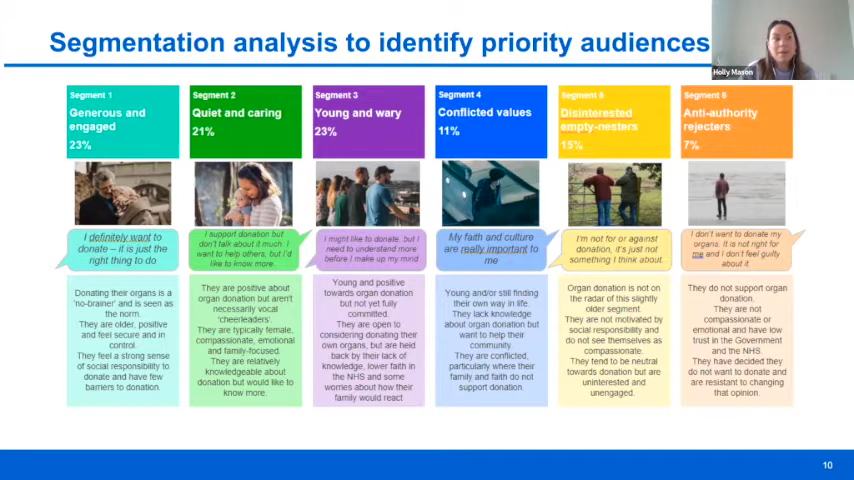 Segmentation analysis to identify priority audiences
Holly Mason
Segment 1
Generous and
engaged
23%
I definitely want to
donate – it is just the
right thing to do
Donating their organs is a
'no-brainer' and is seen as
the norm.
They are older, positive
and feel secure and in
control.
They feel a strong sense
of social responsibility to
donate and have few
barriers to donation.
Segment 2
Quiet and caring
21%
I support donation but
don't talk about it much. I
want to help others, but I'd
like to know more.
They are positive about
organ donation but aren't
necessarily vocal
'cheerleaders'.
They are typically female,
compassionate, emotional
and family-focused.
They are relatively
knowledgeable about
donation but would like to
know more.
Segment 3
Young and wary
23%
I might like to donate, but I
need to understand more
before I make up my mind
Young and positive
towards organ donation
but not yet fully
committed.
They are open to
considering donating their
own organs, but are held
back by their lack of
knowledge, lower faith in
the NHS and some
worries about how their
family would react
Segment 4
Conflicted values
11%
My faith and culture
are really important to
me
Young and/or still finding
their own way in life.
They lack knowledge
about organ donation but
want to help their
community.
They are conflicted,
particularly where their
family and faith do not
support donation.
Segment 5
Disinterested
empty-nesters
15%
I'm not for or against
donation, it's just not
something I think about.
Organ donation is not on
the radar of this slightly
older segment.
They are not motivated by
social responsibility and
do not see themselves as
compassionate.
They tend to be neutral
towards donation but are
uninterested and
unengaged.
Segment 6
Anti-authority
rejecters
7%
I don't want to donate my
organs. It is not right for
me and I don't feel guilty
about it.
They do not support organ
donation.
They are not
compassionate or
emotional and have low
trust in the Government
and the NHS.
They have decided they
do not want to donate and
are resistant to changing
that opinion.
10